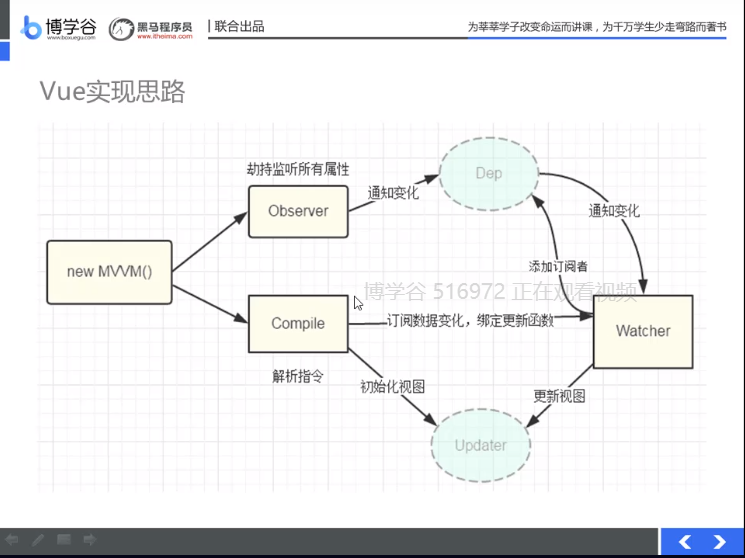 博学谷
www.boxuegu.com
黑马程序员
www.itheima.com
联合出品
为莘莘学子改变命运而讲课，为千万学生少走弯路而著书
Vue实现思路
劫持监听所有属性
Dep
通知变化
Observer
通知变化
new MVVM()
添加订阅者
博学谷 516972 正在观看视频
Compile
订阅数据变化，绑定更新函数
Watcher
解析指令
初始化视图
更新视图
Updater